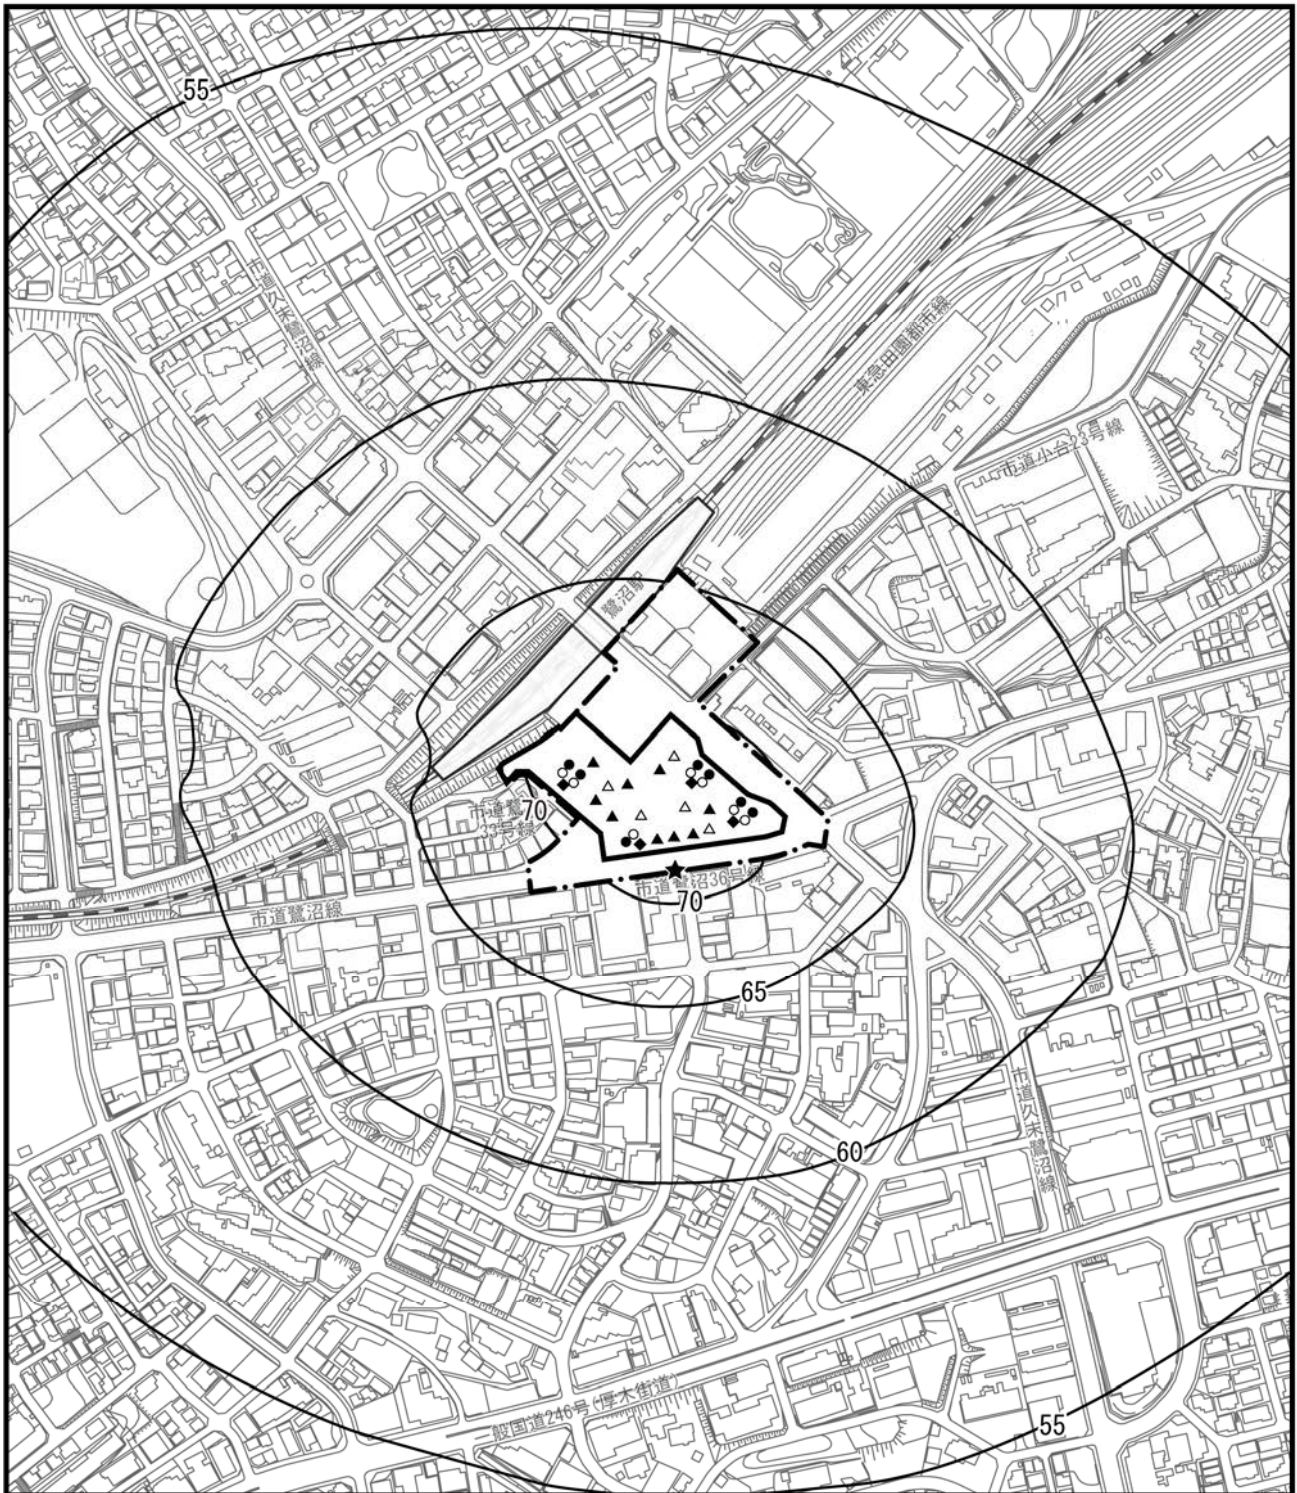 55
市道久末鷺沼線
東急田園都市線
市道小台23号線
鷺沼駅
市道鷺
33号線
70
市道鷺沼36号線
70
市道鷺沼線
65
市道久末鷺沼線
60
一般国道246号(厚木街道)
55